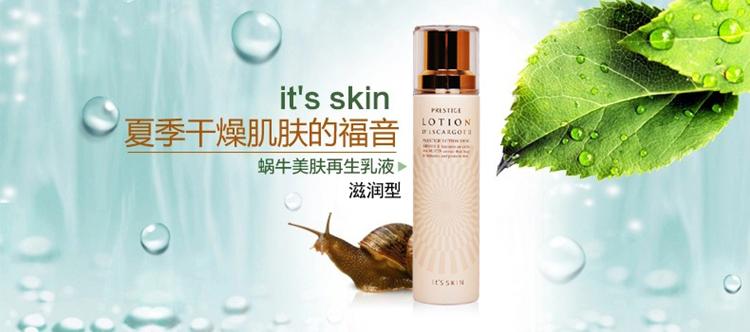 it's skin
夏季干燥肌肤的福音
蜗牛美肤再生乳液
滋润型
PRESTIGE
LOTION
D'ESCARGOT II
IT'S SKIN